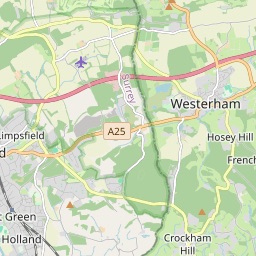 Surrey
Westerham
A25
Limpsfield
Hosey Hill
d
French
t Green
Holland
Crockham
Hill